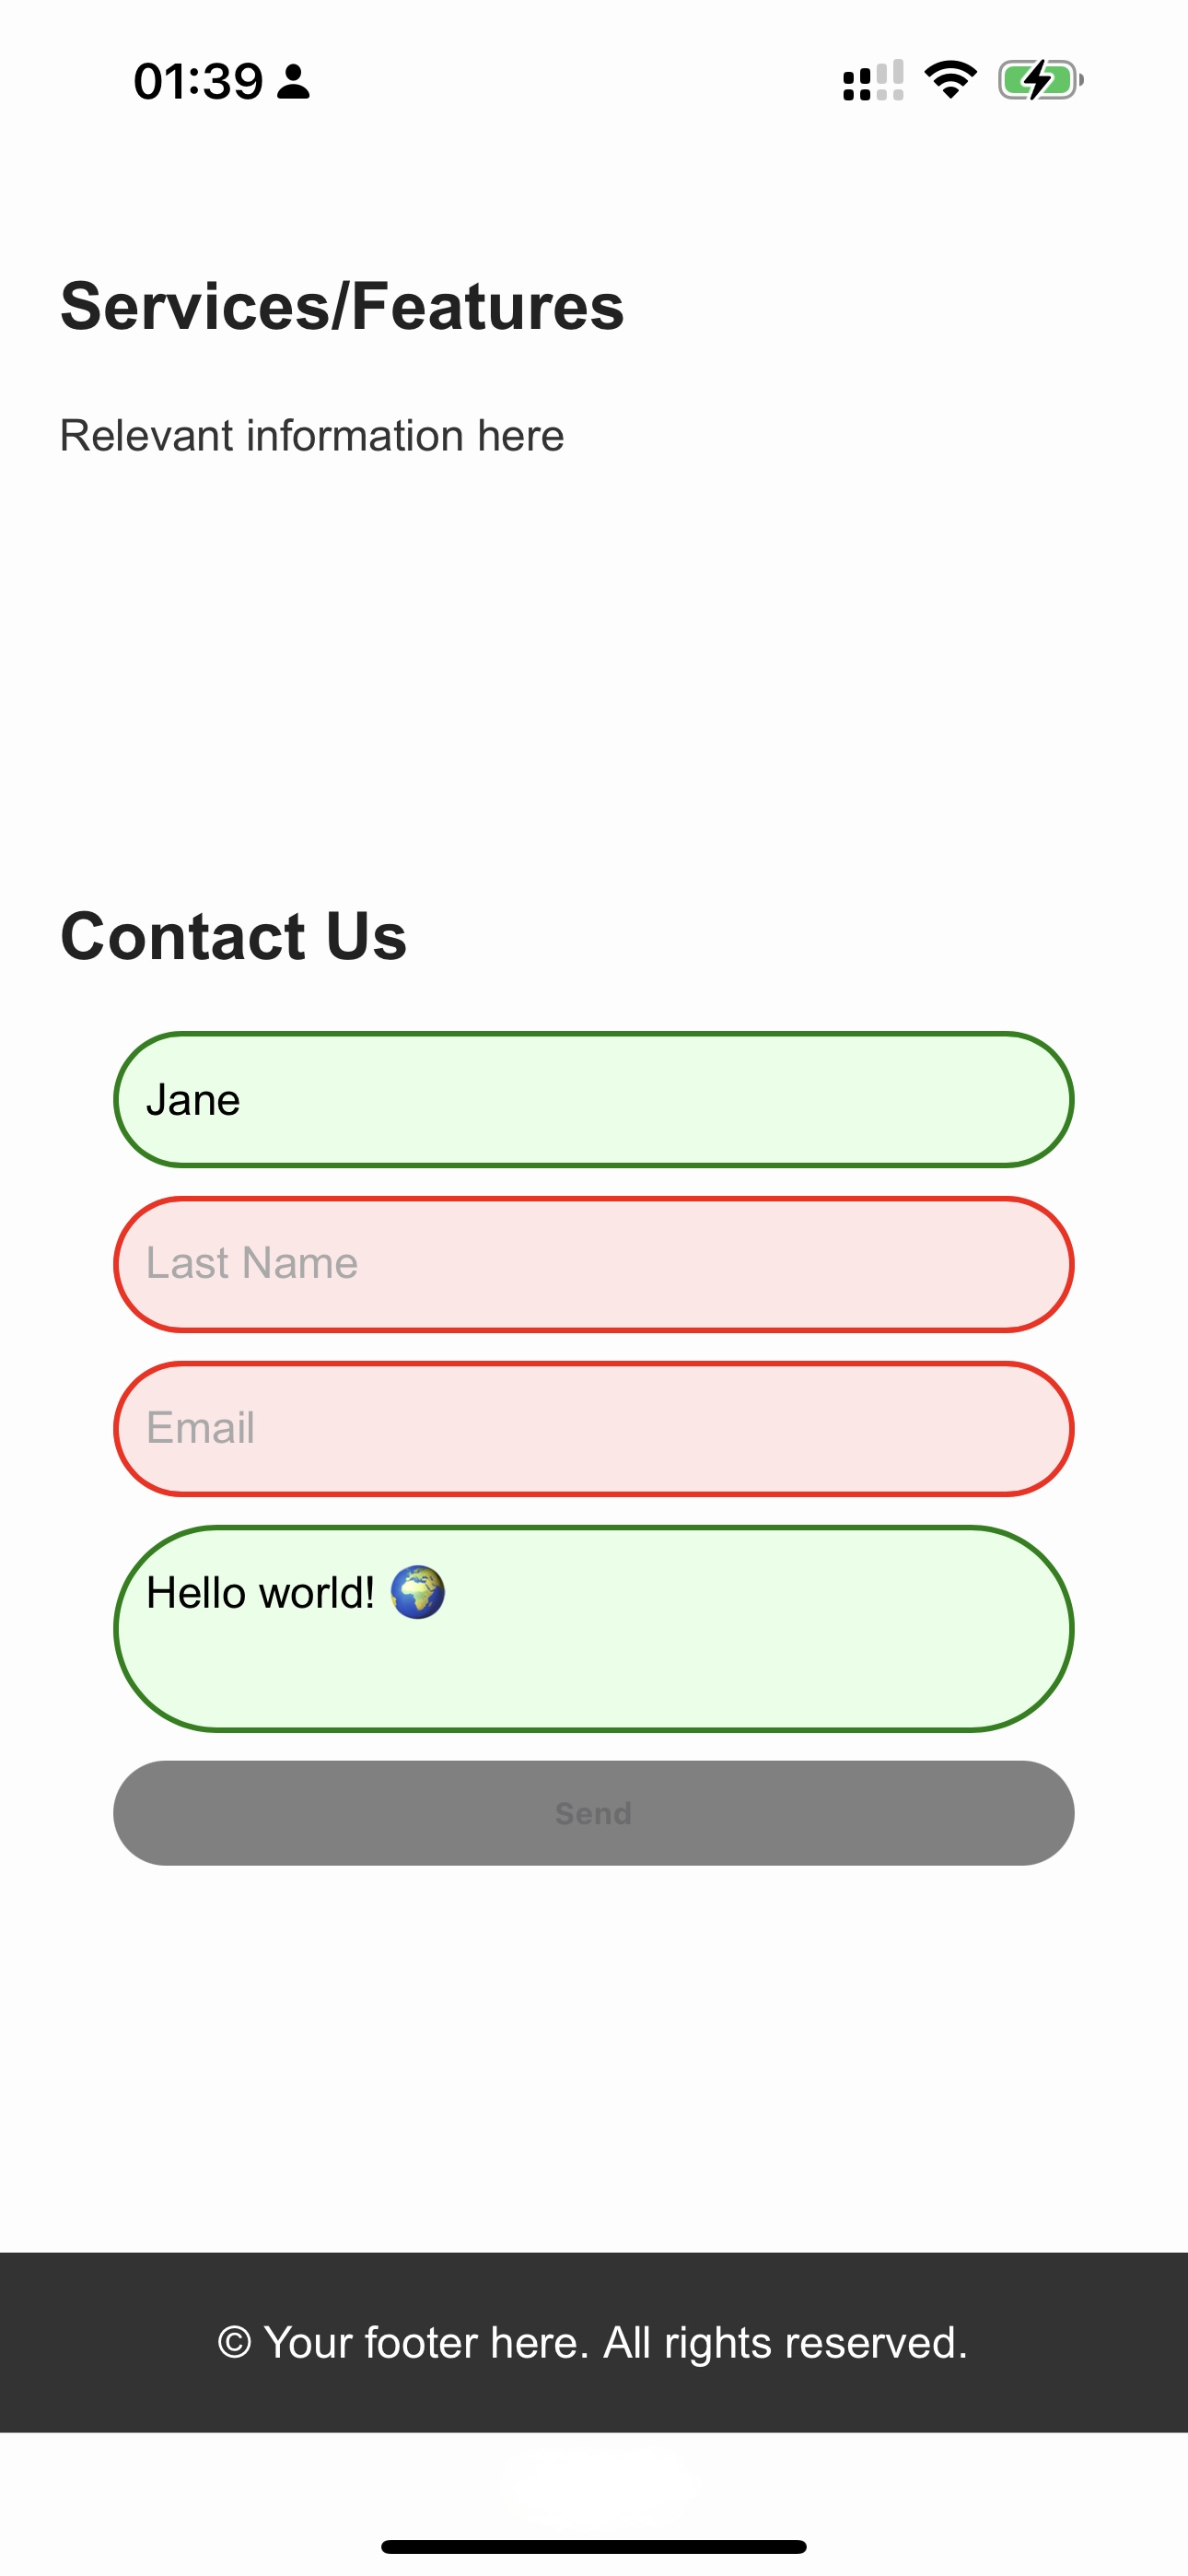 01:39
Services/Features
Relevant information here
Contact Us
Jane
Last Name
Email
Hello world! 🌍
Send
© Your footer here. All rights reserved.